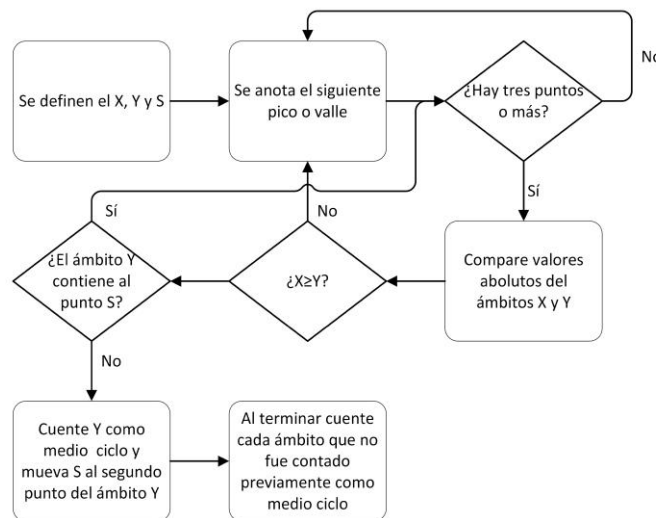 No
Se definen el X, Y y S
Se anota el siguiente
pico o valle
¿Hay tres puntos
o más?
Sí
No
Sí
¿El ámbito Y
contiene al
punto S?
¿X≥Y?
Compare valores
abolutos del
ámbitos X y Y
No
Cuente Y como
medio ciclo y
mueva S al segundo
punto del ámbito Y
Al terminar cuente
cada ámbito que no
fue contado
previamente como
medio ciclo